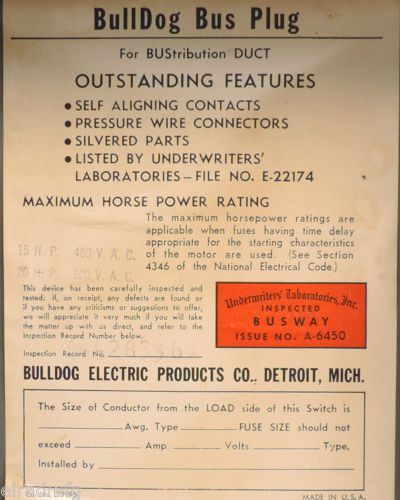 BullDog Bus Plug
For BUStribution DUCT
OUTSTANDING FEATURES
• SELF ALIGNING CONTACTS
• PRESSURE WIRE CONNECTORS
• SILVERED PARTS
• LISTED BY UNDERWRITERS'
LABORATORIES – FILE NO. E-22174
MAXIMUM HORSE POWER RATING
The maximum horsepower ratings are
applicable when fuses having time delay
appropriate for the starting characteristics
of the motor are used. (See Section
4346 of the National Electrical Code.)
15 H.P. 480 V.A.C.
20 H.P. 600 V.A.C.
This device has been carefully inspected and
tested. If, on receipt, any defects are found or
if you have any criticisms or suggestions to offer,
we will appreciate it very much if you will take
the matter up with us direct, and refer to the
Inspection Record Number below.
Inspection Record No.
Underwriters' Laboratories, Inc.
INSPECTED
BUSWAY
ISSUE NO. A-6450
BULLDOG ELECTRIC PRODUCTS CO., DETROIT, MICH.
The Size of Conductor from the LOAD side of this Switch is
Awg. Type FUSE SIZE should not
exceed Amp. Volts Type.
Installed by
MADE IN U.S.A.